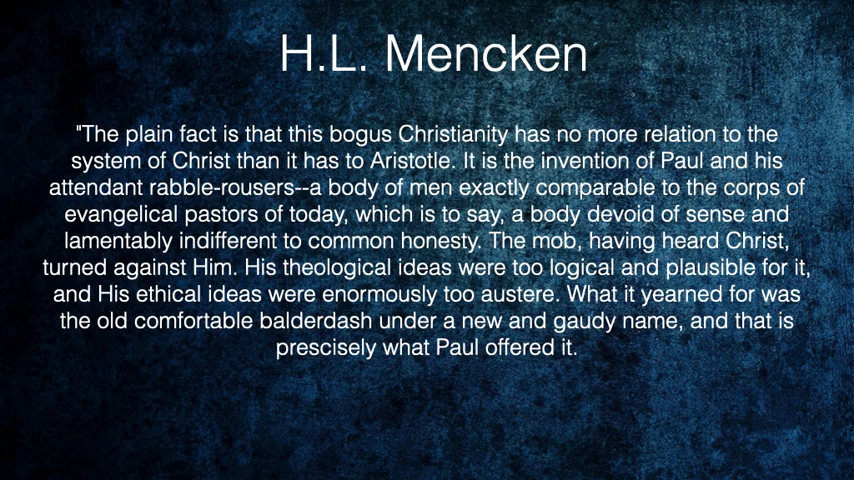 H.L. Mencken
"The plain fact is that this bogus Christianity has no more relation to the
system of Christ than it has to Aristotle. It is the invention of Paul and his
attendant rabble-rousers--a body of men exactly comparable to the corps of
evangelical pastors of today, which is to say, a body devoid of sense and
lamentably indifferent to common honesty. The mob, having heard Christ,
turned against Him. His theological ideas were too logical and plausible for it,
and His ethical ideas were enormously too austere. What it yearned for was
the old comfortable balderdash under a new and gaudy name, and that is
prescisely what Paul offered it.